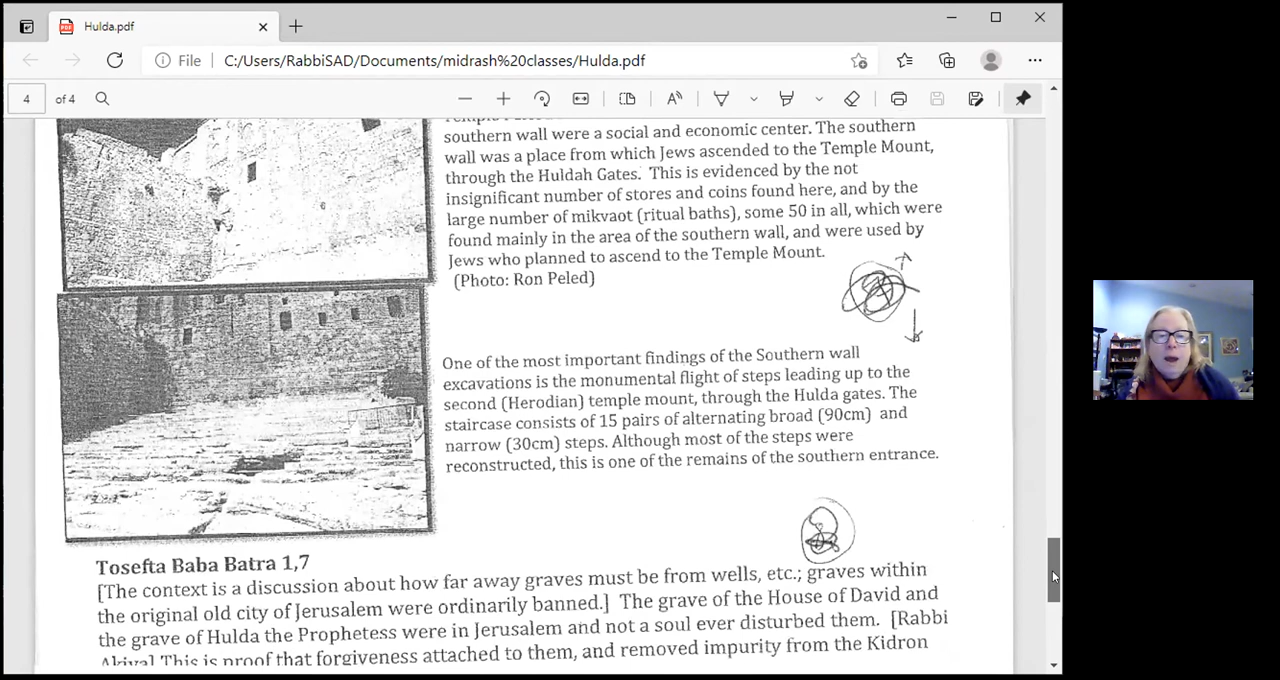 Hulda.pdf
File
C:/Users/RabbiSAD/Documents/midrash%20classes/Hulda.pdf
4 of 4
southern wall were a social and economic center. The southern
wall was a place from which Jews ascended to the Temple Mount,
through the Huldah Gates. This is evidenced by the not
insignificant number of stores and coins found here, and by the
large number of mikvaot (ritual baths), some 50 in all, which were
found mainly in the area of the southern wall, and were used by
Jews who planned to ascend to the Temple Mount.
(Photo: Ron Peled)
One of the most important findings of the Southern wall
excavations is the monumental flight of steps leading up to the
second (Herodian) temple mount, through the Hulda gates. The
staircase consists of 15 pairs of alternating broad (90cm) and
narrow (30cm) steps. Although most of the steps were
reconstructed, this is one of the remains of the southern entrance.
Tosefta Baba Batra 1,7
[The context is a discussion about how far away graves must be from wells, etc.; graves within
the original old city of Jerusalem were ordinarily banned.] The grave of the House of David and
the grave of Hulda the Prophetess were in Jerusalem and not a soul ever disturbed them. [Rabbi
Akiva] This is proof that forgiveness attached to them, and removed impurity from the Kidron